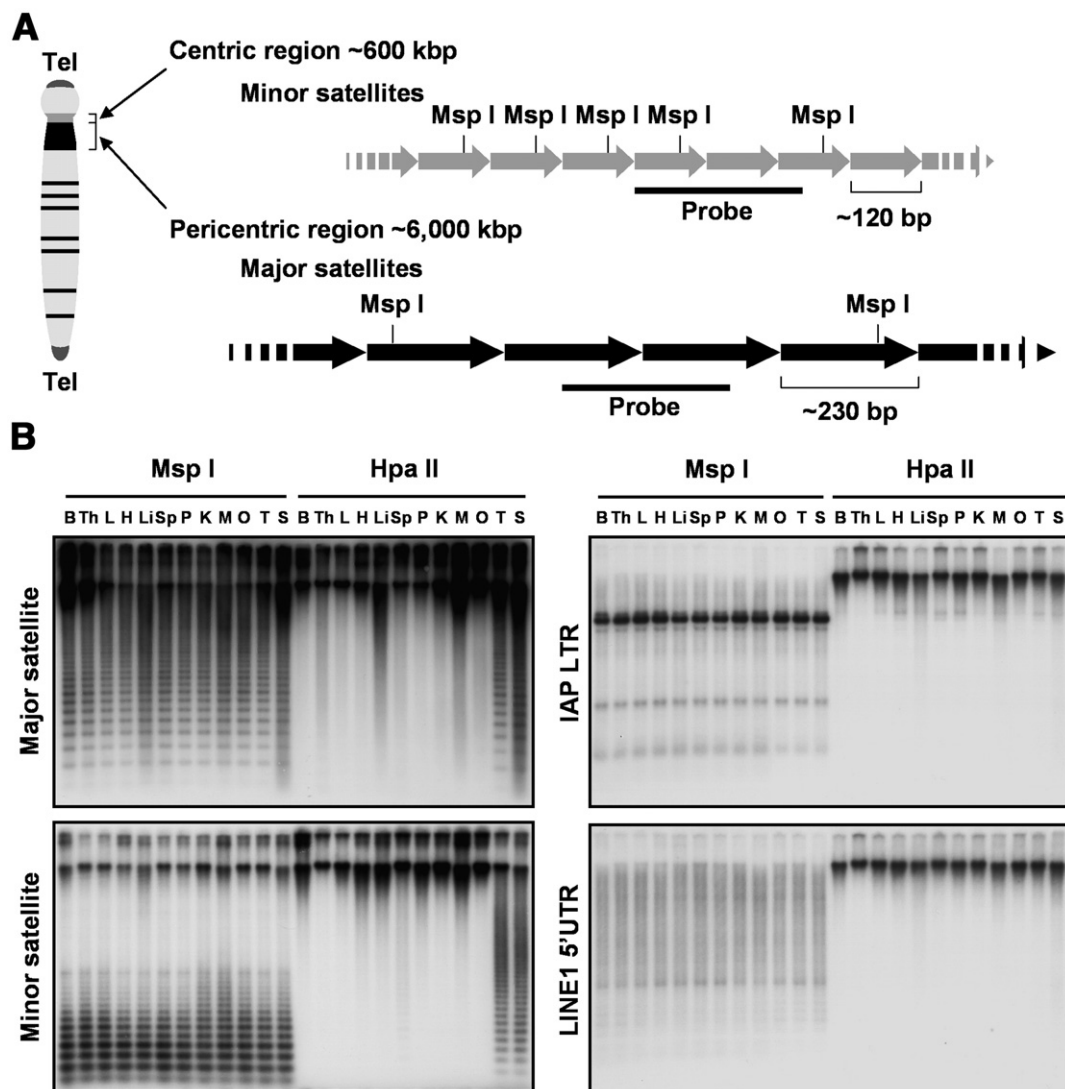 A
Tel
Centric region ~600 kbp
Minor satellites
Msp I Msp I Msp I Msp I Msp I
Probe
~120 bp
Pericentric region ~6,000 kbp
Major satellites
Msp I Msp I
Probe
~230 bp
Tel
B
Msp I Hpa II Msp I Hpa II
B Th L H Li Sp P K M O T S B Th L H Li Sp P K M O T S B Th L H Li Sp P K M O T S B Th L H Li Sp P K M O T S
Major satellite
IAP LTR
Minor satellite
LINE1 5'UTR